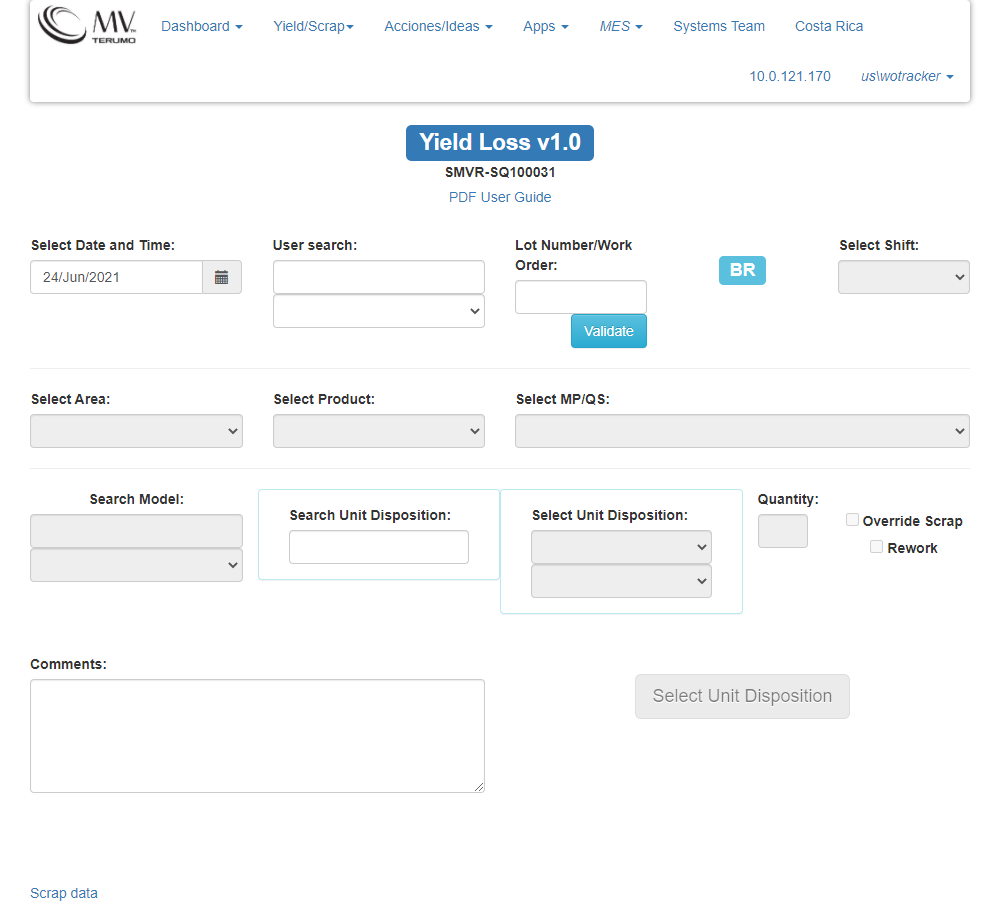 MV
TERUMO
Dashboard
Yield/Scrap
Acciones/Ideas
Apps
MES
Systems Team
Costa Rica
10.0.121.170
us\wotracker
Yield Loss v1.0
SMVR-SQ100031
PDF User Guide
Select Date and Time:
24/Jun/2021
User search:
Lot Number/Work
Order:
Validate
BR
Select Shift:
Select Area:
Select Product:
Select MP/QS:
Search Model:
Search Unit Disposition:
Select Unit Disposition:
Quantity:
Override Scrap
Rework
Comments:
Select Unit Disposition
Scrap data